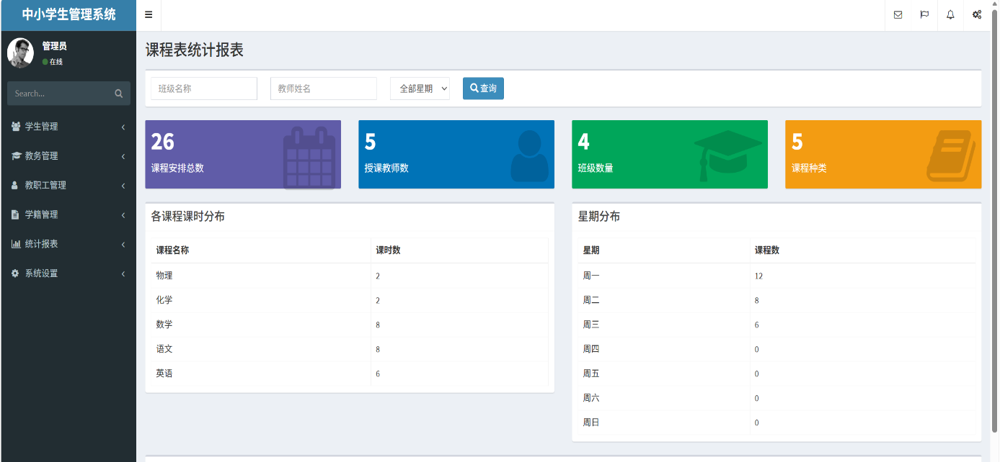 中小学生管理系统
管理员
在线
Search...
学生管理
教务管理
教职工管理
学籍管理
统计报表
系统设置
课程表统计报表
班级名称 教师姓名 全部星期 查询
26
课程安排总数
5
授课教师数
4
班级数量
5
课程种类
各课程课时分布
课程名称 课时数
物理 2
化学 2
数学 8
语文 8
英语 6
星期分布
星期 课程数
周一 12
周二 8
周三 6
周四 0
周五 0
周六 0
周日 0